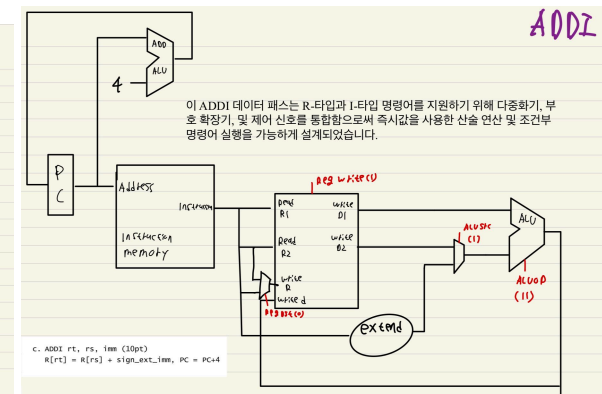 ADDI
ADD
ALU
4
이 ADDI 데이터 패스는 R-타입과 I-타입 명령어를 지원하기 위해 다중화기, 부
호 확장기, 및 제어 신호를 통합함으로써 즉시값을 사용한 산술 연산 및 조건부
명령어 실행을 가능하게 설계되었습니다.
P
C
Address
Instruction
Instruction
memory
Reg write(1)
Read
R1
write
D1
Read
R2
write
D2
write
R
write d
Reg Dst(0)
ALUSrc
(1)
ALU
ALUOP
(11)
extend
c. ADDI rt, rs, imm (10pt)
R[rt] = R[rs] + sign_ext_imm, PC = PC+4